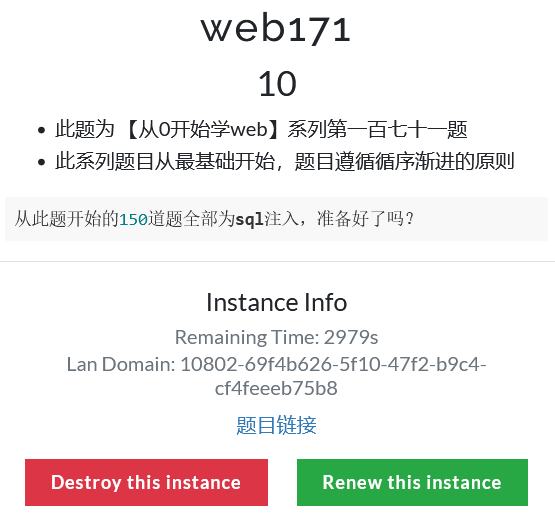 web171
10
此题为 【从0开始学web】系列第一百七十一题
此系列题目从最基础开始，题目遵循循序渐进的原则
从此题开始的150道题全部为sql注入，准备好了吗？
Instance Info
Remaining Time: 2979s
Lan Domain: 10802-69f4b626-5f10-47f2-b9c4-
cf4feeeb75b8
题目链接
Destroy this instance
Renew this instance